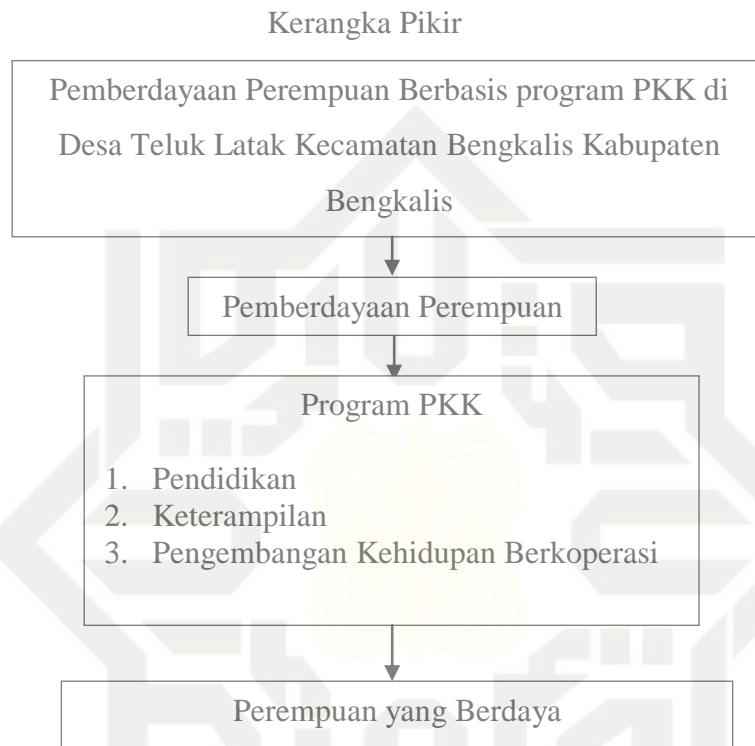 Kerangka Pikir
Pemberdayaan Perempuan Berbasis program PKK di
Desa Teluk Latak Kecamatan Bengkalis Kabupaten
Bengkalis
Pemberdayaan Perempuan
Program PKK
1. Pendidikan
2. Keterampilan
3. Pengembangan Kehidupan Berkoperasi
Perempuan yang Berdaya